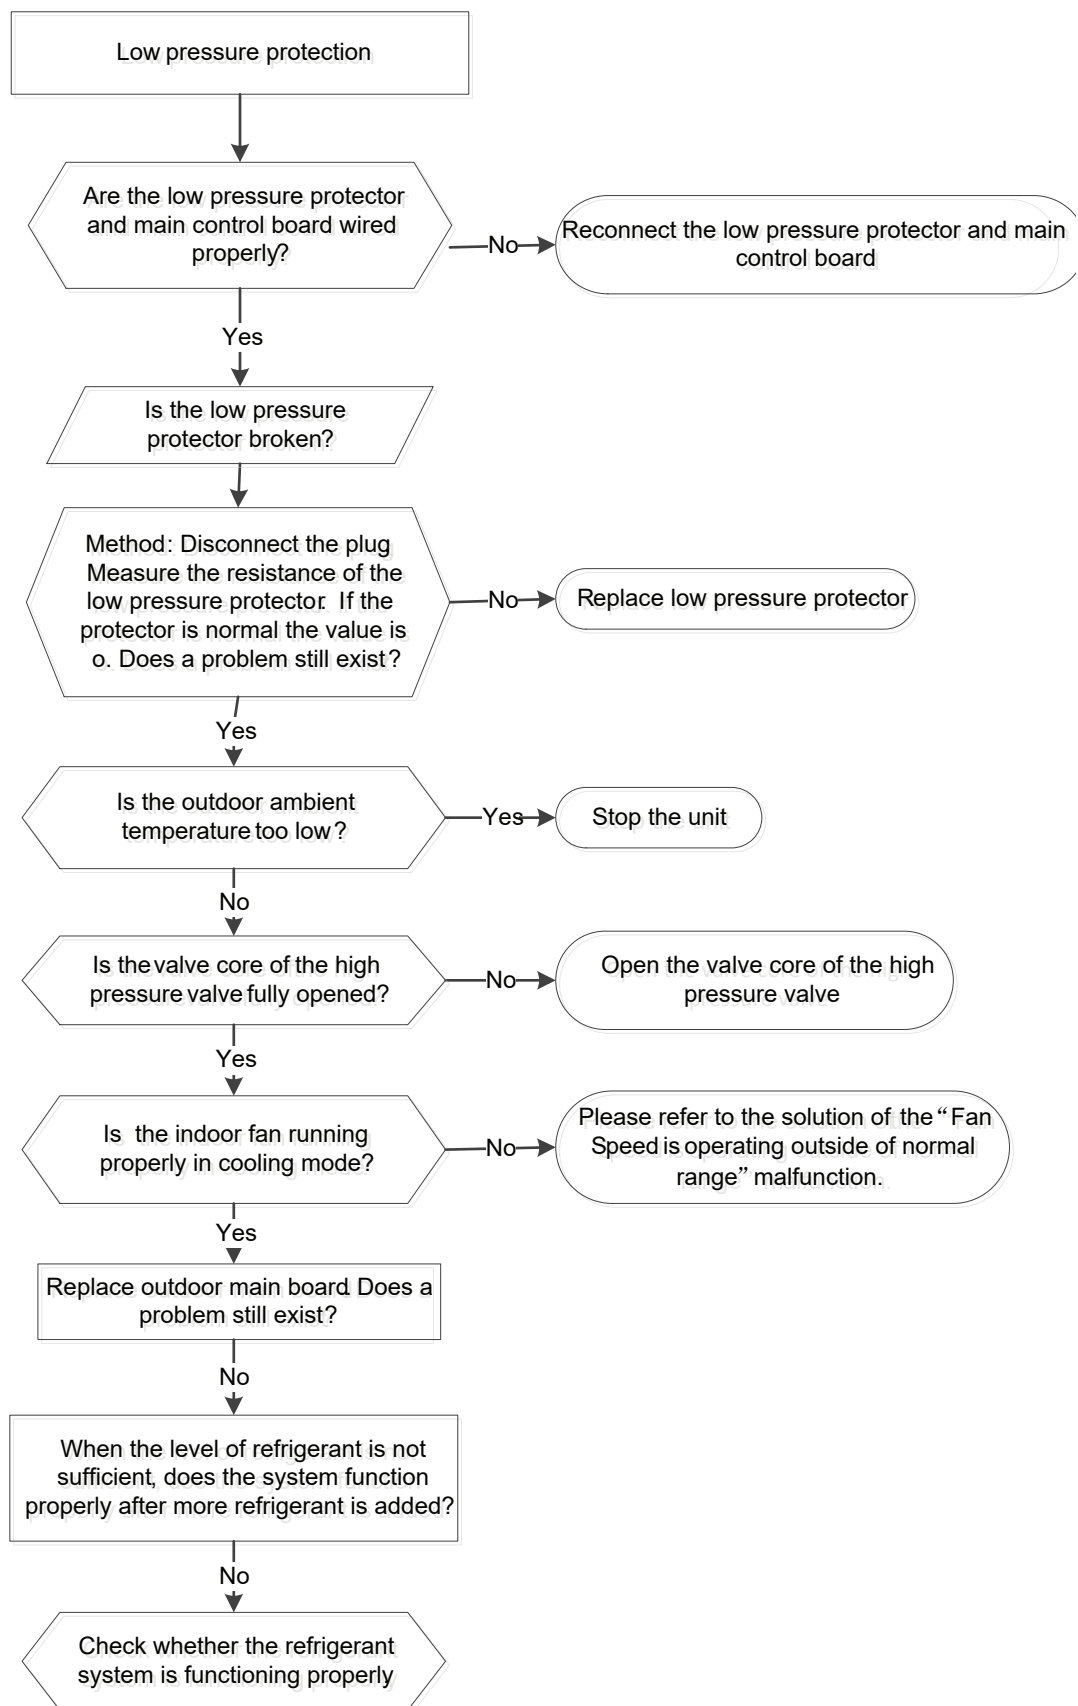 Low pressure protection
Are the low pressure protector
and main control board wired
properly?
No
Reconnect the low pressure protector and main
control board
Yes
Is the low pressure
protector broken?
Method: Disconnect the plug
Measure the resistance of the
low pressure protector. If the
protector is normal the value is
o. Does a problem still exist?
No
Replace low pressure protector
Yes
Is the outdoor ambient
temperature too low?
Yes
Stop the unit
No
Is the valve core of the high
pressure valve fully opened?
No
Open the valve core of the high
pressure valve
Yes
Is the indoor fan running
properly in cooling mode?
No
Please refer to the solution of the “Fan
Speed is operating outside of normal
range” malfunction.
Yes
Replace outdoor main board. Does a
problem still exist?
No
When the level of refrigerant is not
sufficient, does the system function
properly after more refrigerant is added?
No
Check whether the refrigerant
system is functioning properly